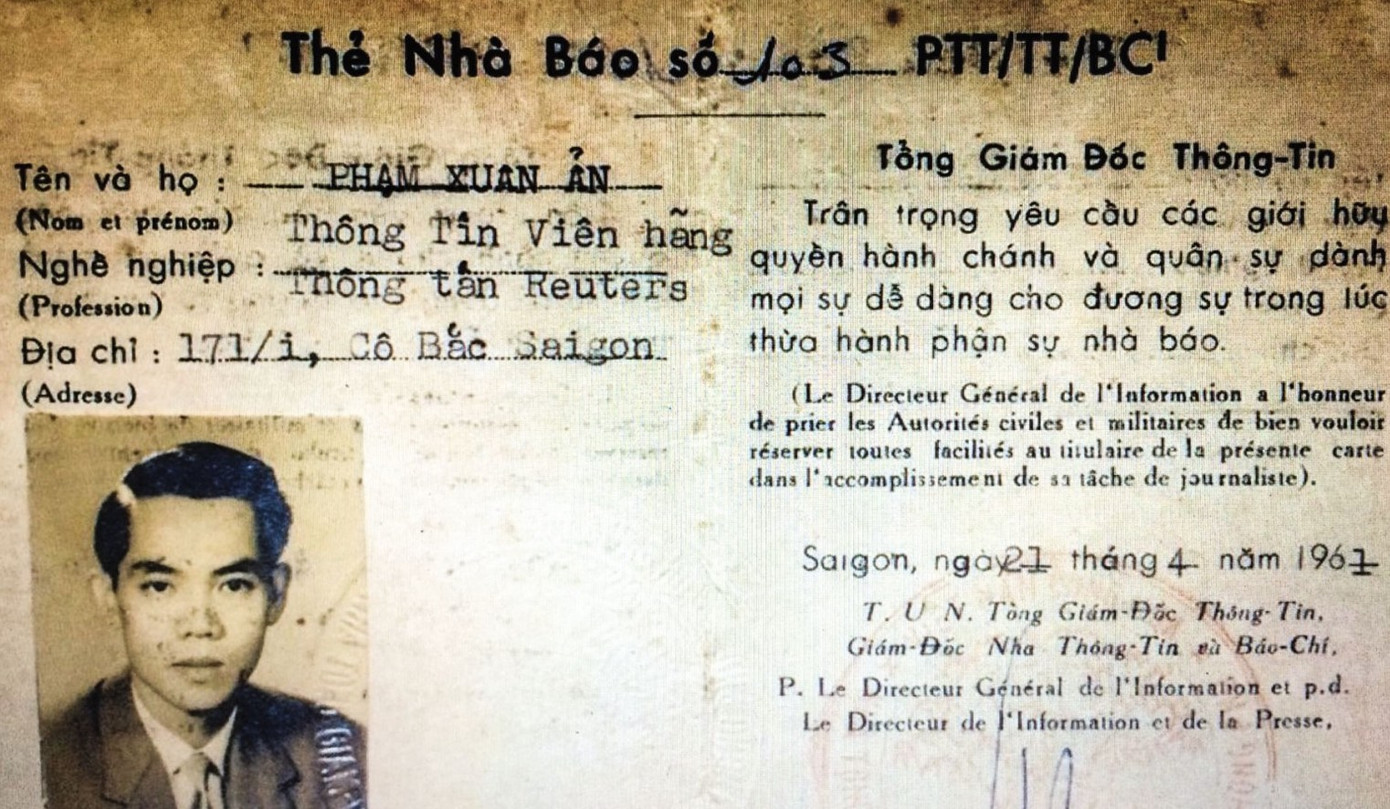 Thẻ Nhà Báo số 103 PTT/TT/BC1
Tên và họ : PHẠM XUAN ẢN
(Nom et prénom)
Thông Tín Viên hãng
Nghề nghiệp :
Thông tấn Reuters
(Profession)
Địa chỉ : 171/i, Cô Bắc Saigon
(Adresse)
Tổng Giám Đốc Thông-Tin
Trân trọng yêu cầu các giới hữu
quyền hành chánh và quân sự dành
mọi sự dễ dàng cho đương sự trong lúc
thừa hành phận sự nhà báo.
(Le Directeur Général de l'Information a l'honneur
de prier les Autorités civiles et militaires de bien vouloir
réserver toutes facilités au titulaire de la présente carte
dans l'accomplissement de sa tâche de journaliste).
Saigon, ngày 21 tháng 4 năm 1961
T. U N. Tổng Giám-Đốc Thông-Tin,
Giám-Đốc Nha Thông-Tin và Báo-Chí,
P. Le Directeur Général de l'Information et p.d.
Le Directeur de l'Information et de la Presse,